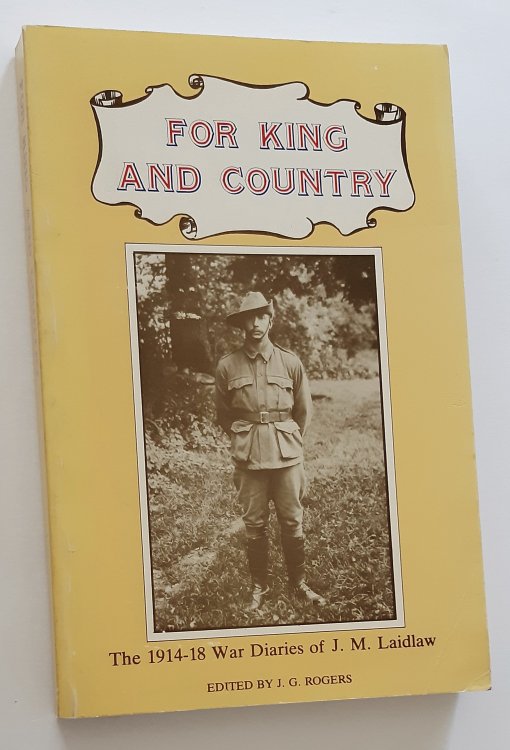 FOR KING
AND COUNTRY
The 1914-18 War Diaries of J. M. Laidlaw
EDITED BY J. G. ROGERS